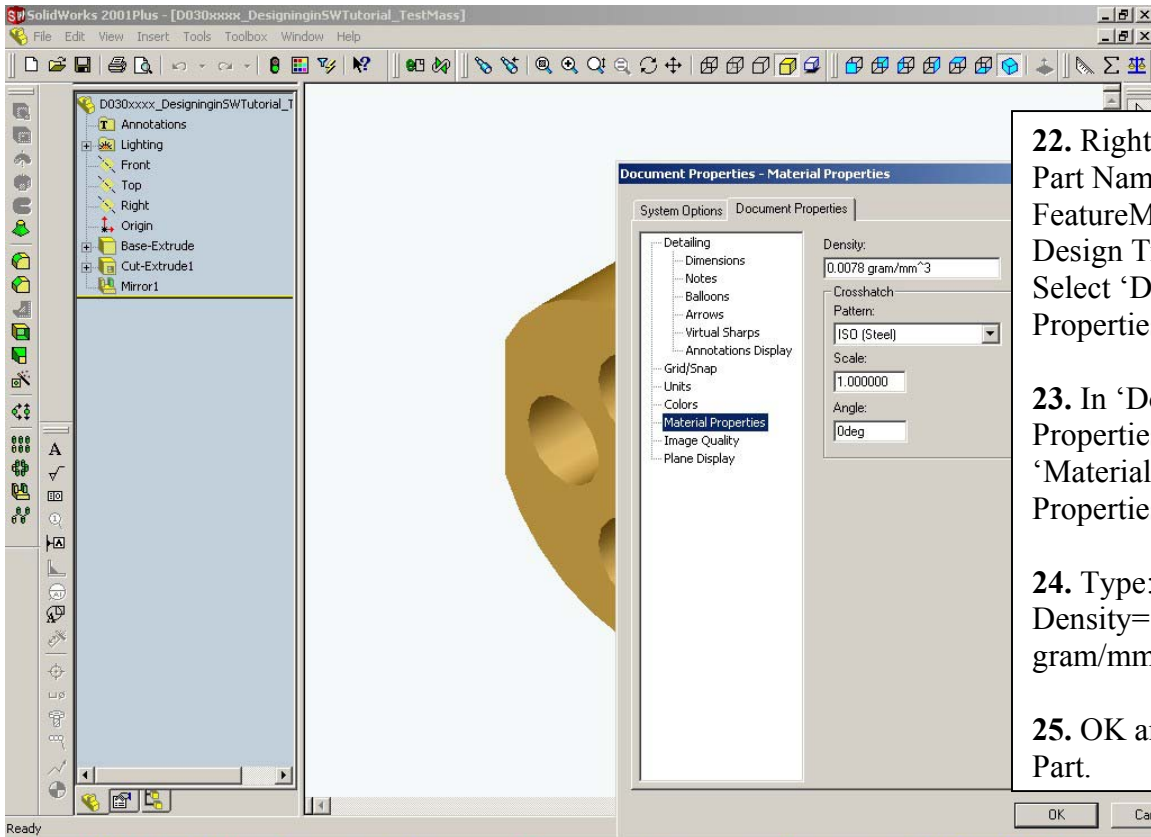 SolidWorks 2001Plus - [D030xxxx_DesigninginSWTutorial_TestMass]
File Edit View Insert Tools Toolbox Window Help
D030xxxx_DesigninginSWTutorial_T
Annotations
Lighting
Front
Top
Right
Origin
Base-Extrude
Cut-Extrude1
Mirror1
Document Properties - Material Properties
System Options Document Properties
Detailing
Dimensions
Notes
Balloons
Arrows
Virtual Sharps
Annotations Display
Grid/Snap
Units
Colors
Material Properties
Image Quality
Plane Display
Density:
0.0078 gram/mm^3
Crosshatch
Pattern:
ISO (Steel)
Scale:
1.000000
Angle:
0deg
22. Right
Part Nam
FeatureM
Design T
Select ‘D
Propertie
23. In ‘D
Propertie
‘Material
Propertie
24. Type:
Density=
gram/mm
25. OK a
Part.
OK Ca
Ready